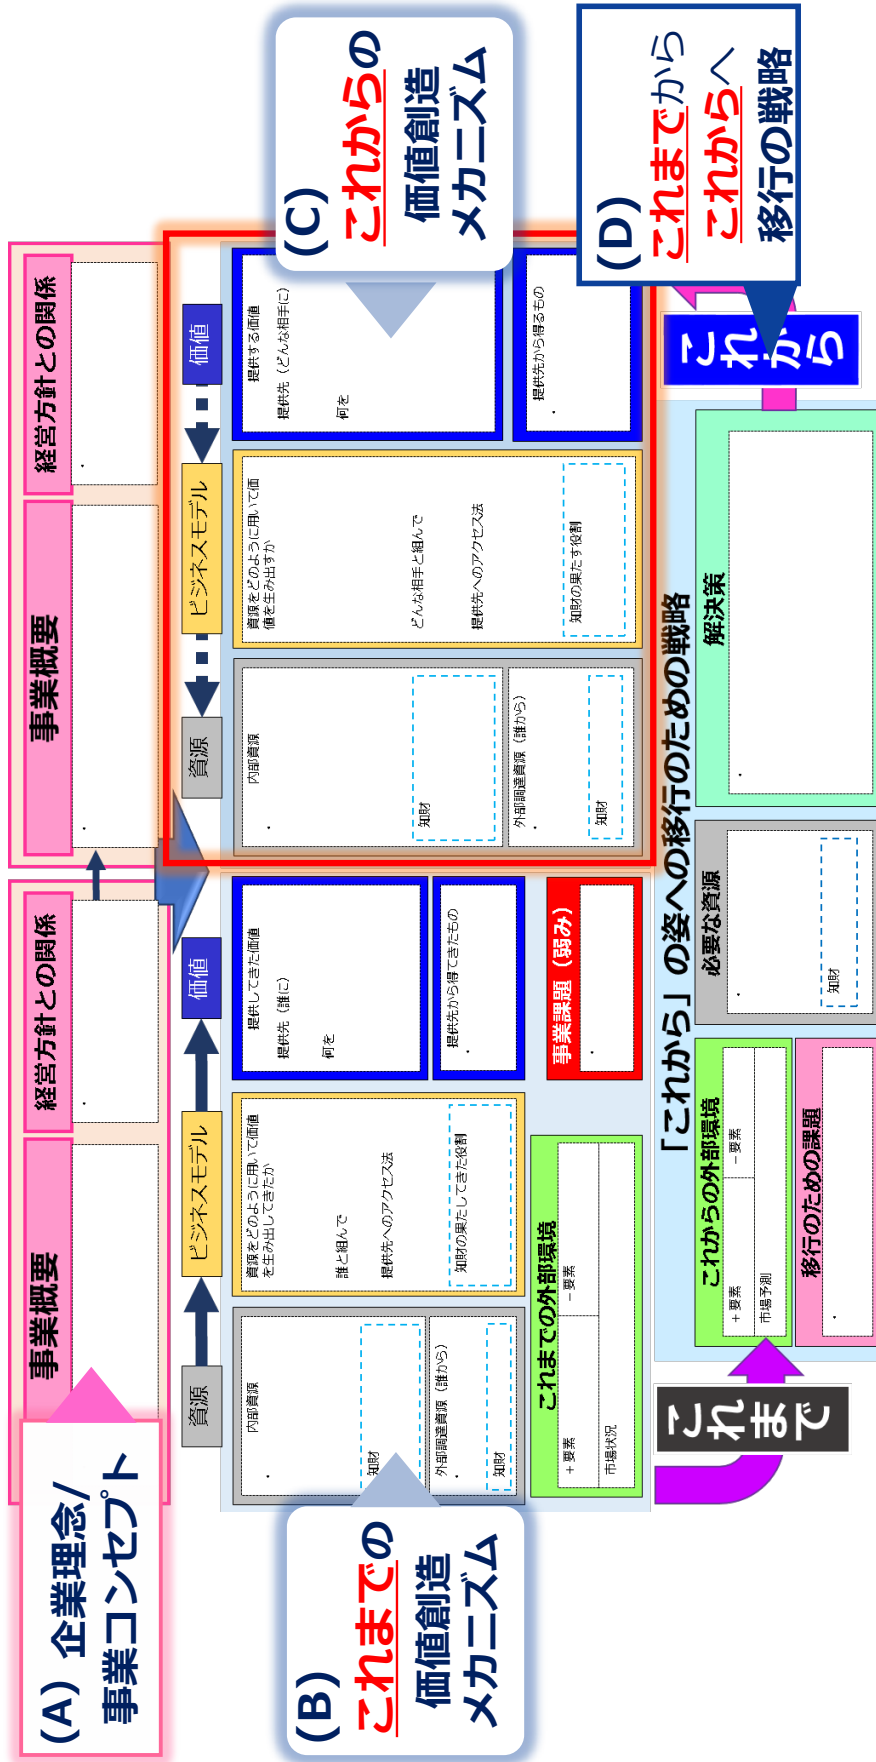 (A) 企業理念/
事業コンセプト
事業概要
経営方針との関係
・
事業概要
経営方針との関係
・
・
資源
ビジネスモデル
価値
資源
ビジネスモデル
価値
(B)
これまでの
価値創造
メカニズム
内部資源
・
知財
外部調達資源（誰から）
・
知財
資源をどのように用いて価値
を生み出してきたか
誰と組んで
提供先へのアクセス法
知財の果たしてきた役割
提供してきた価値
提供先（誰に）
何を
提供先から得てきたもの
・
これまでの外部環境
+ 要素
- 要素
市場状況
事業課題（弱み）
・
(C)
これからの
価値創造
メカニズム
内部資源
・
知財
外部調達資源（誰から）
・
知財
資源をどのように用いて価
値を生み出すか
どんな相手と組んで
提供先へのアクセス法
知財の果たす役割
提供する価値
提供先（どんな相手に）
何を
提供先から得るもの
・
(D)
これまでから
これからへ
移行の戦略
「これから」の姿への移行のための戦略
これまで
これからの外部環境
+ 要素
- 要素
市場予測
移行のための課題
・
必要な資源
・
知財
解決策
・
これから